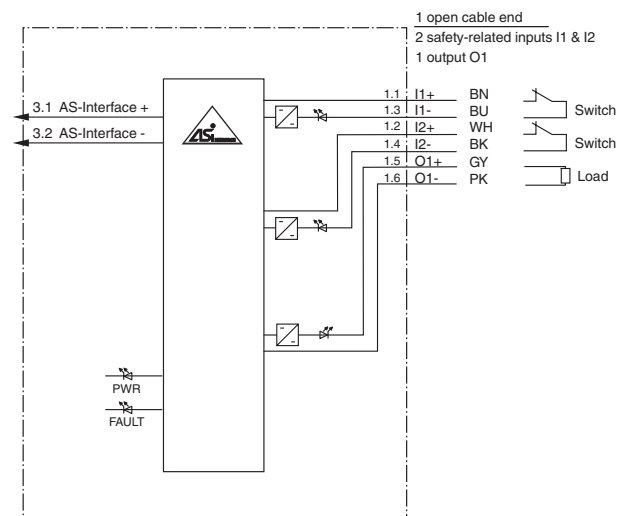 1 open cable end
2 safety-related inputs I1 & I2
1 output O1
3.1 AS-Interface +
3.2 AS-Interface -
ASi
1.1 I1+ BN
1.3 I1- BU Switch
1.2 I2+ WH
1.4 I2- BK Switch
1.5 O1+ GY
1.6 O1- PK Load
PWR
FAULT